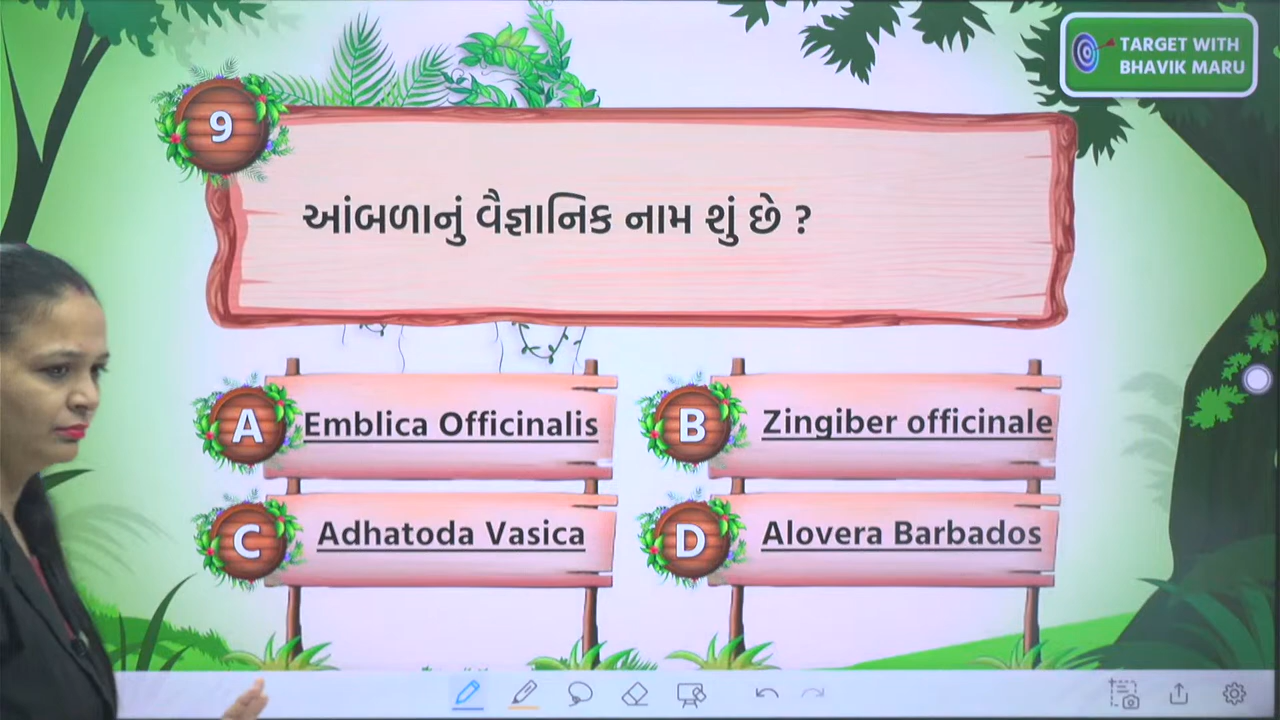 TARGET WITH
BHAVIK MARU
9
આંબળાનું વૈજ્ઞાનિક નામ શું છે ?
A Emblica Officinalis
B Zingiber officinale
C Adhatoda Vasica
D Alovera Barbados